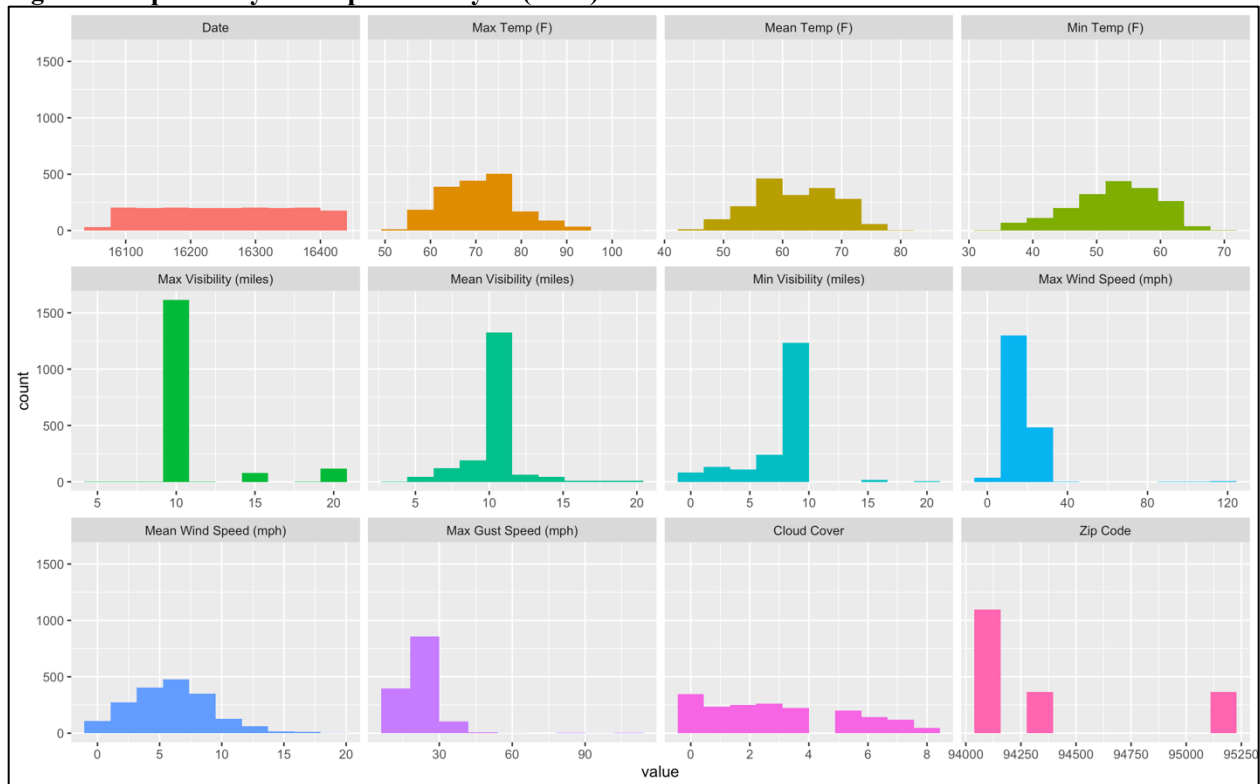 Date Max Temp (F) Mean Temp (F) Min Temp (F)
1500
1000
500
0
16100 16200 16300 16400 50 60 70 80 90 100 40 50 60 70 80 30 40 50 60 70
Max Visibility (miles) Mean Visibility (miles) Min Visibility (miles) Max Wind Speed (mph)
1500
1000
500
0
5 10 15 20 5 10 15 20 0 5 10 15 20 0 40 80 120
count
Mean Wind Speed (mph) Max Gust Speed (mph) Cloud Cover Zip Code
1500
1000
500
0
0 5 10 15 20 30 60 90 0 2 4 6 8 94000 94250 94500 94750 95000 95250
value